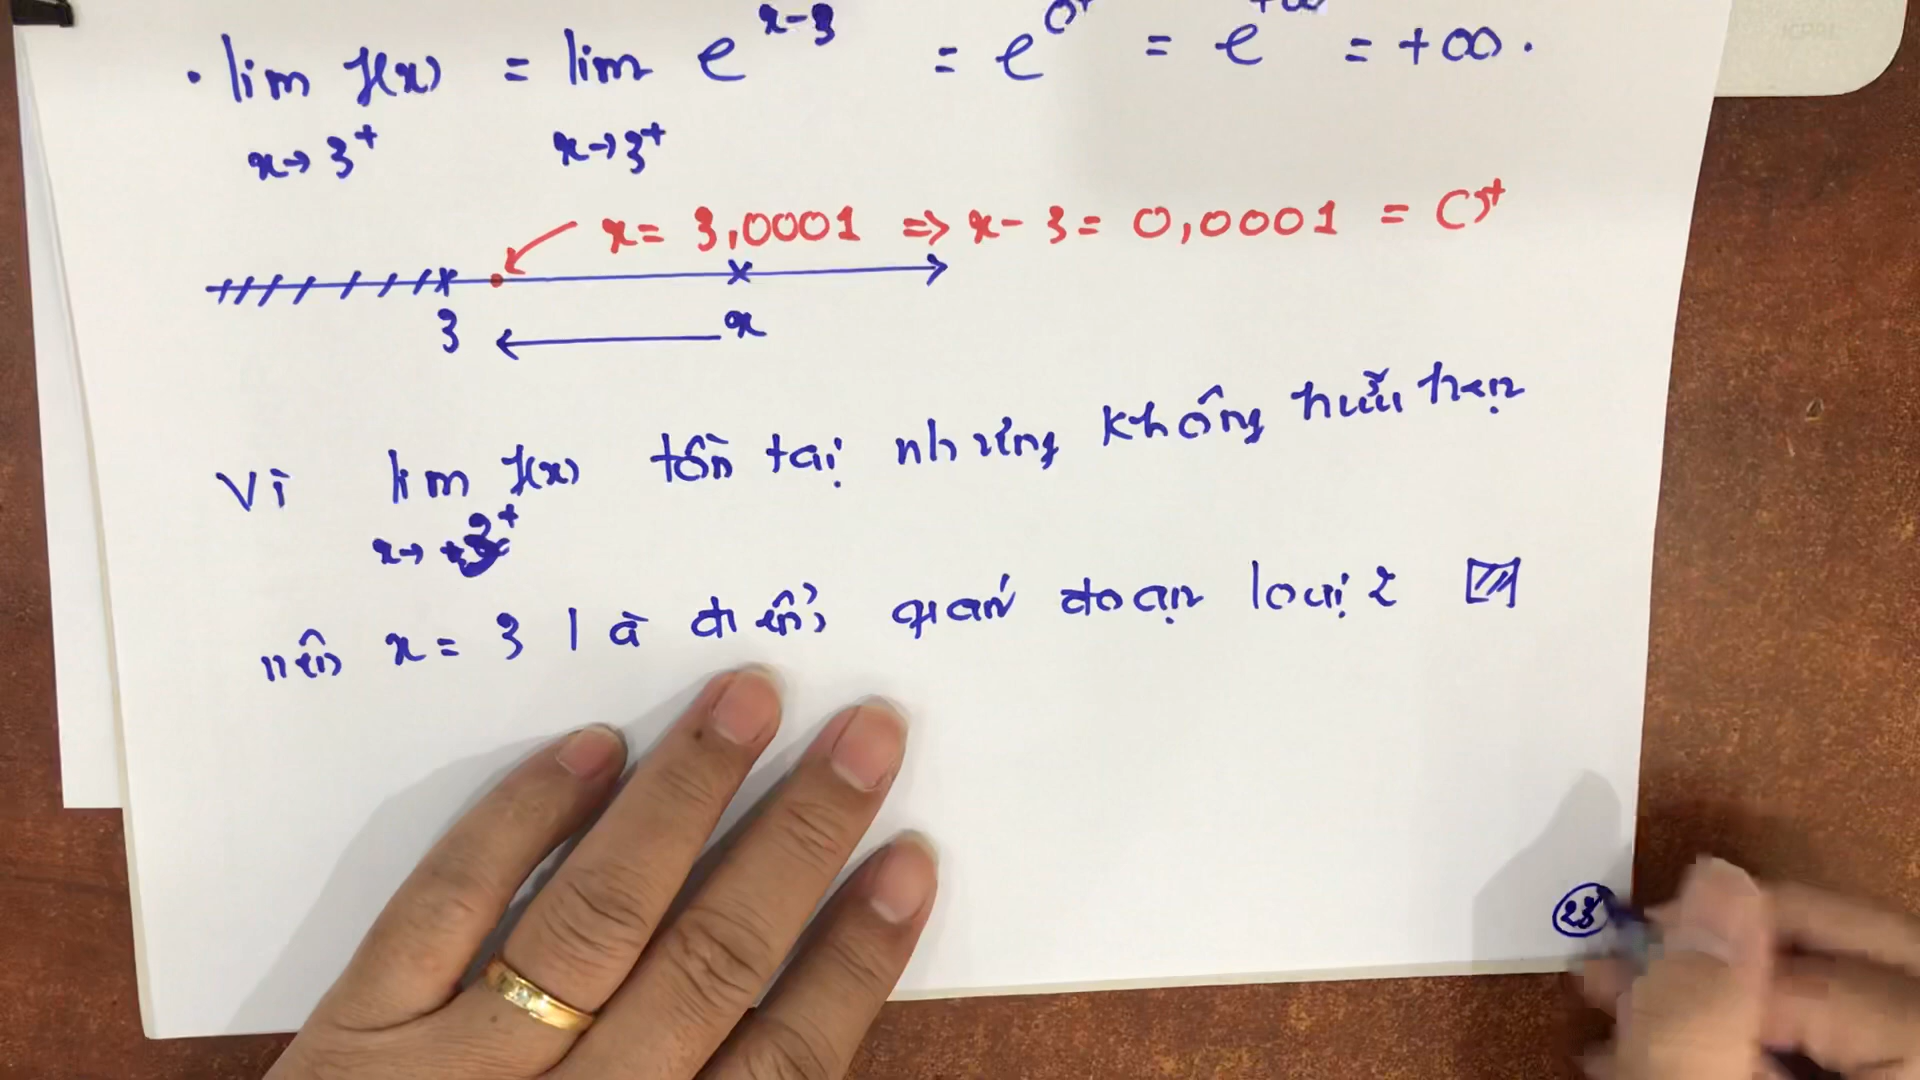 • lim f(x) = lim e^{x-3} = e^{0^+} = e^{+∞} = +∞.
x→3⁺ x→3⁺
x = 3,0001 => x - 3 = 0,0001 = 0⁺
3 x
Vì lim f(x) tồn tại nhưng không hữu hạn
x→3⁺
nên x = 3 là điểm gián đoạn loại 2
28